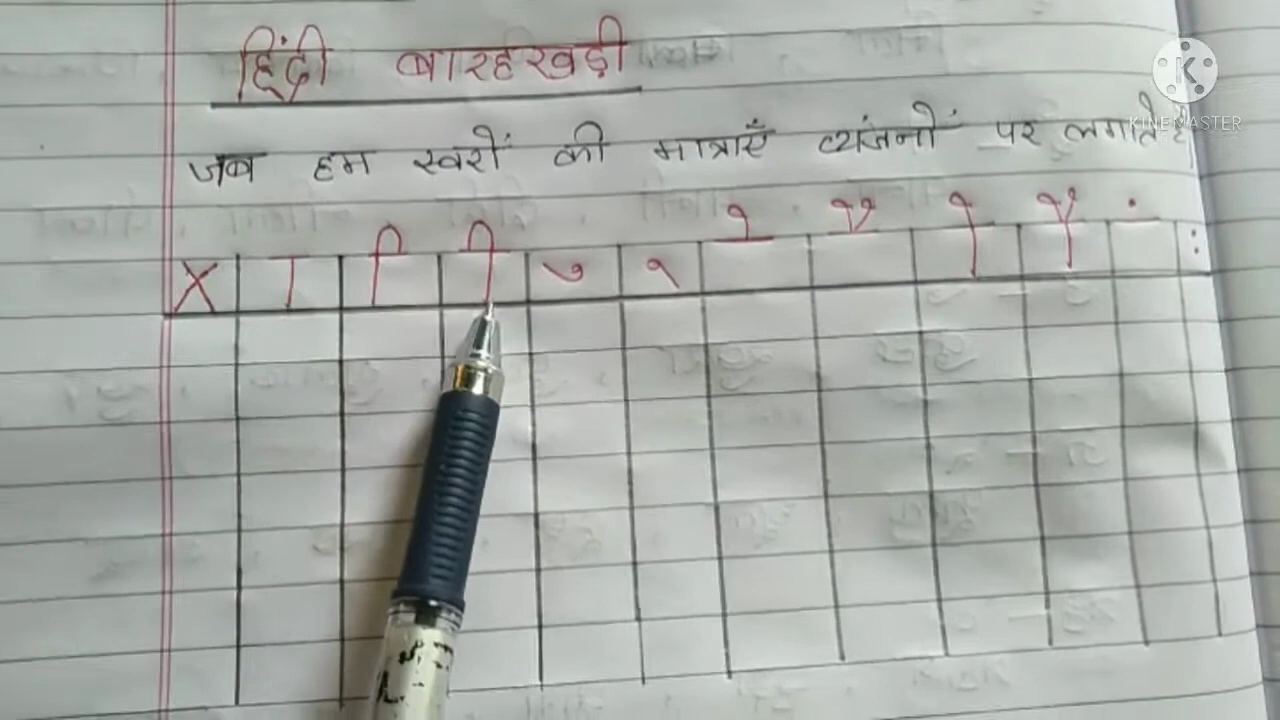 हिंदी बारहखड़ी
जब हम स्वरों की मात्राएँ व्यंजनों पर लगाते है
X ा ि ी ु ू े ै ो ौ ं ः
K
KINEMASTER